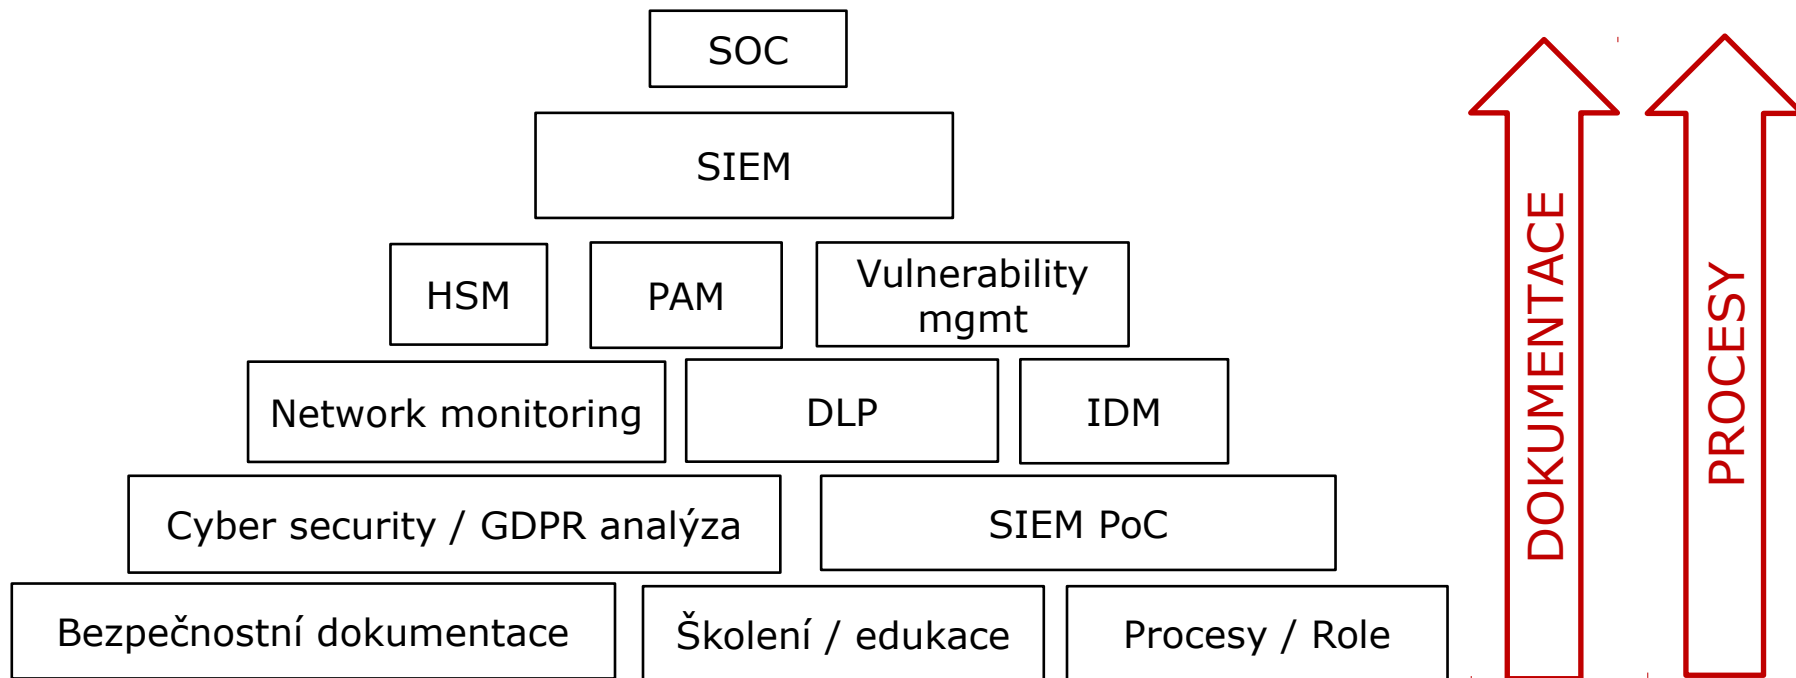 SOC
SIEM
HSM
PAM
Vulnerability
mgmt
Network monitoring
DLP
IDM
Cyber security / GDPR analýza
SIEM PoC
Bezpečnostní dokumentace
Školení / edukace
Procesy / Role
DOKUMENTACE
PROCESY